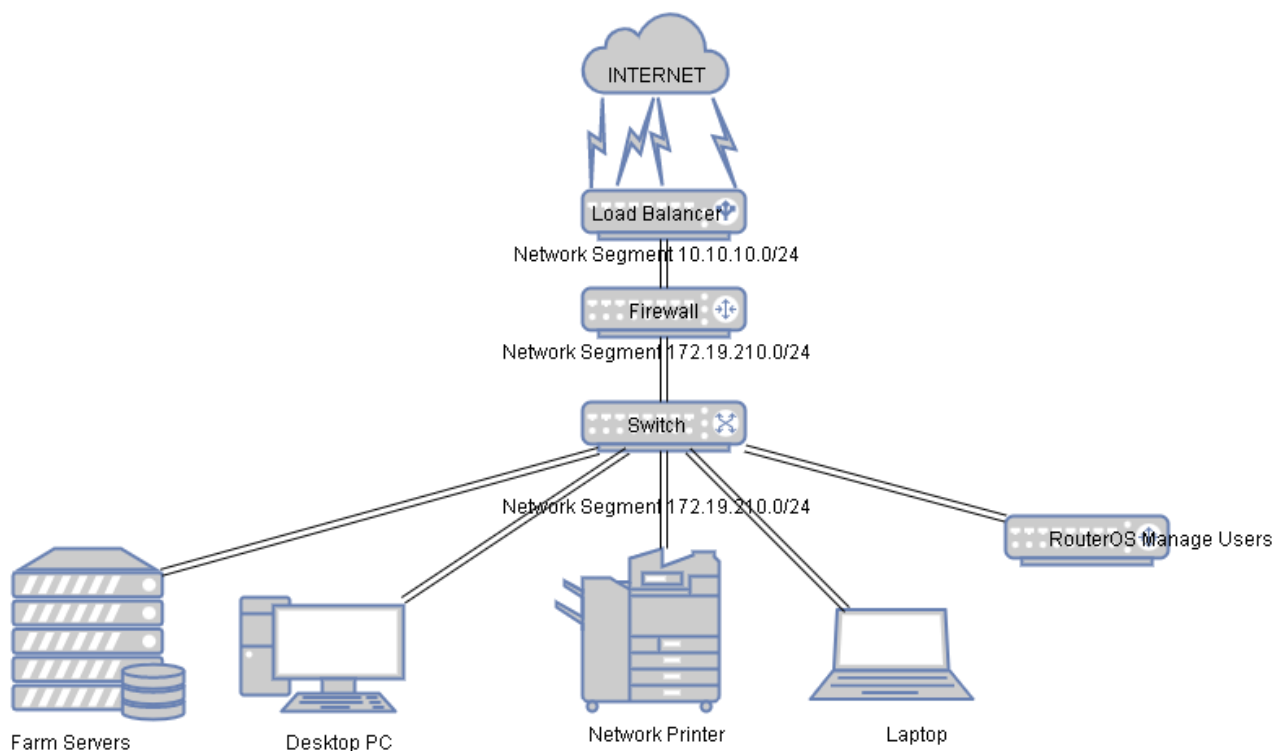 INTERNET
Load Balancer
Network Segment 10.10.10.0/24
Firewall
Network Segment 172.19.210.0/24
Switch
Network Segment 172.19.210.0/24
RouterOS Manage Users
Farm Servers
Desktop PC
Network Printer
Laptop